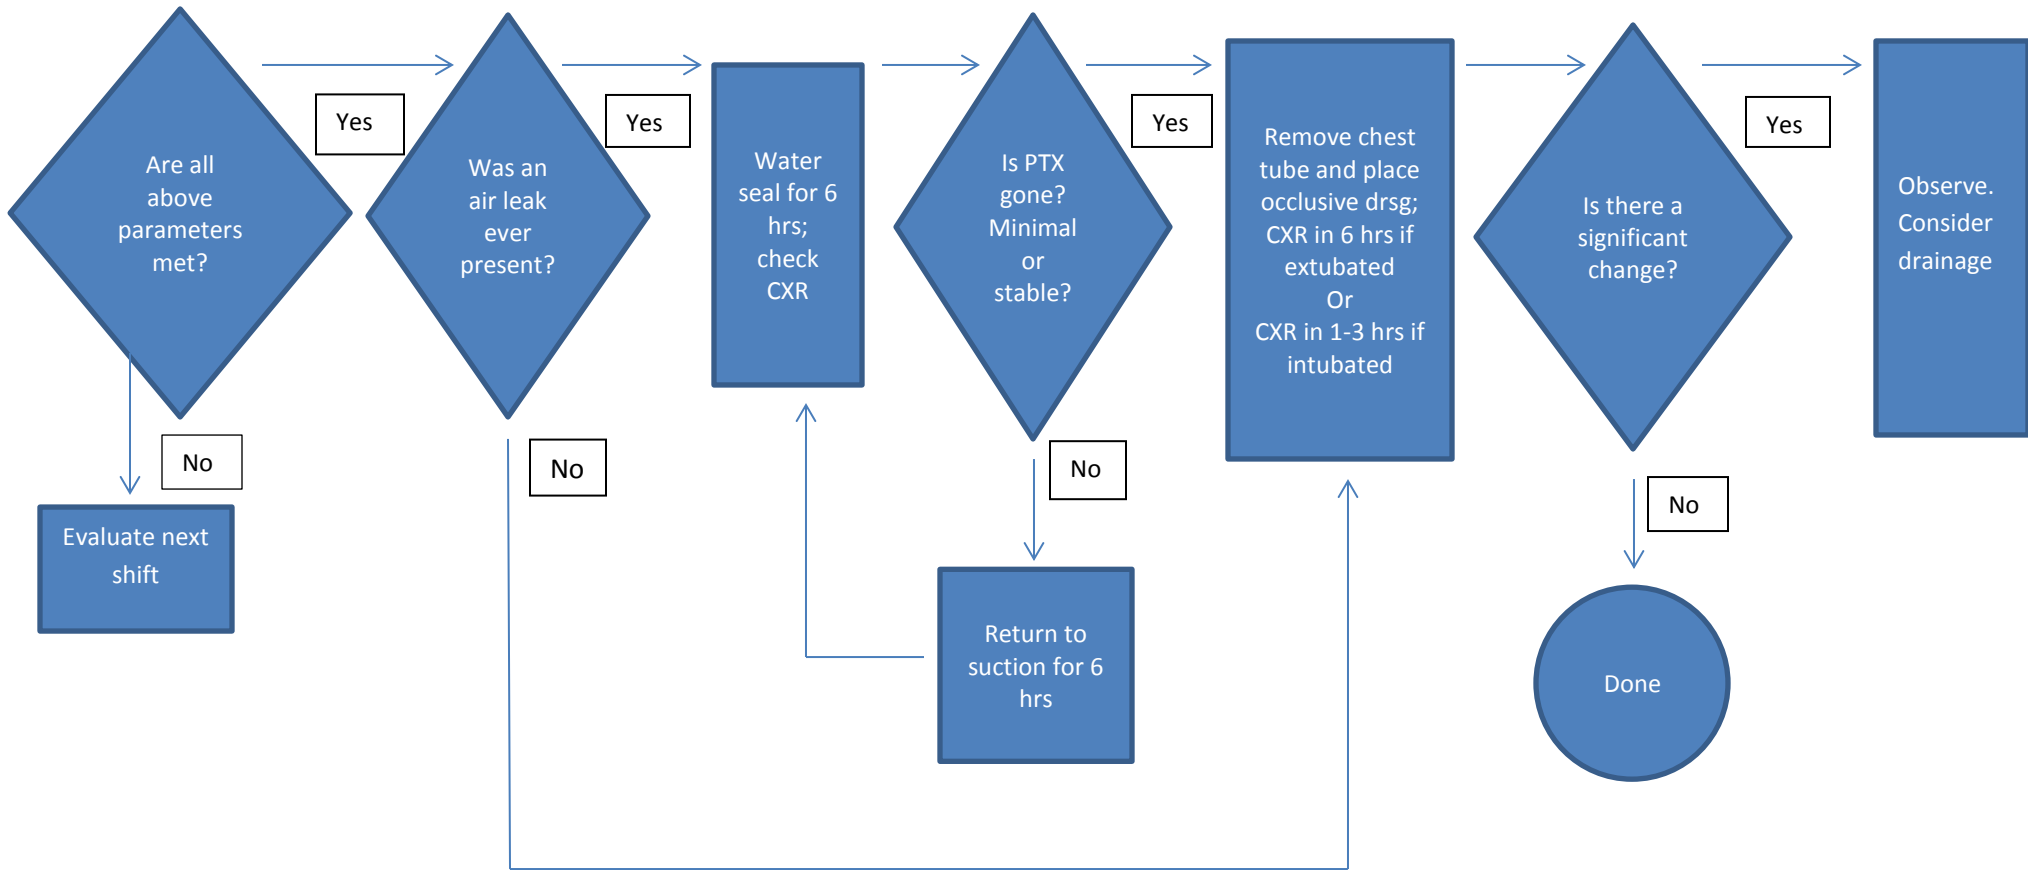 Are all
above
parameters
met?
Yes
No
Evaluate next
shift
Was an
air leak
ever
present?
Yes
No
Water
seal for 6
hrs;
check
CXR
Is PTX
gone?
Minimal
or
stable?
Yes
No
Return to
suction for 6
hrs
Remove chest
tube and place
occlusive drsg;
CXR in 6 hrs if
extubated
Or
CXR in 1-3 hrs if
intubated
Is there a
significant
change?
Yes
No
Done
Observe.
Consider
drainage